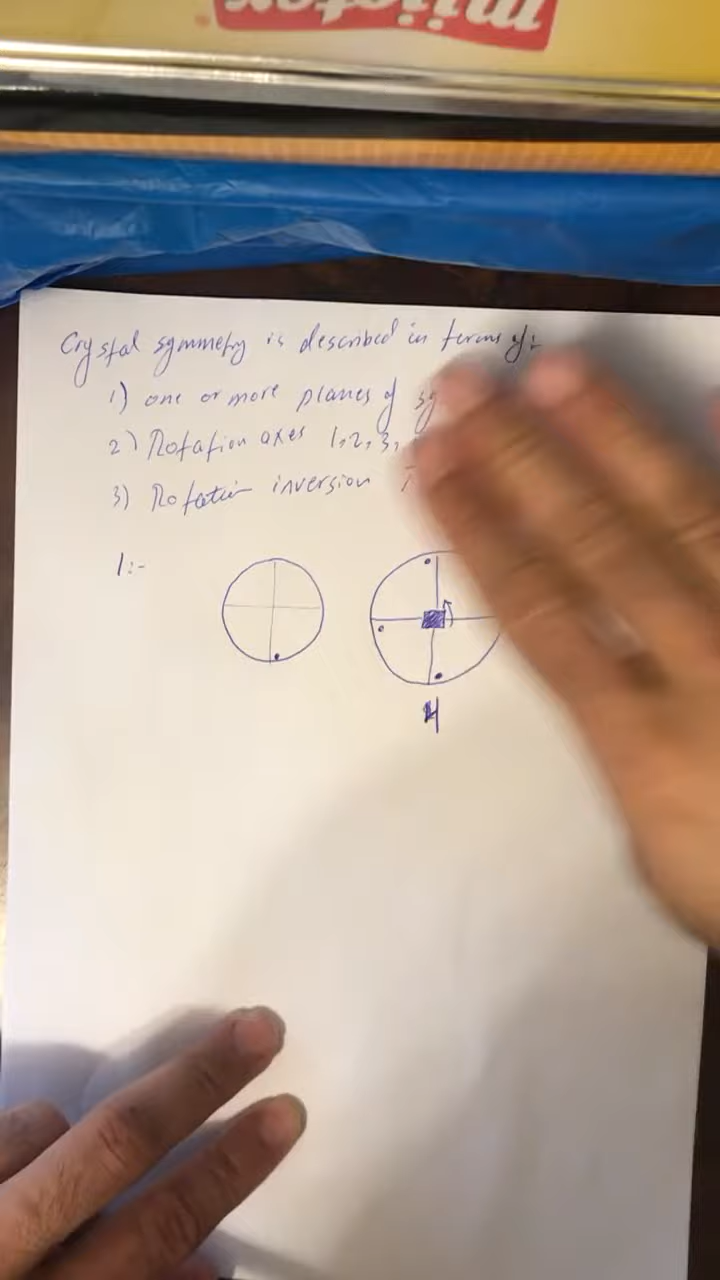 Crystal symmetry is described in terms of:-
1) one or more planes of
2) Rotation axes 1,2,3,
3) Rotation inversion
1:-
4